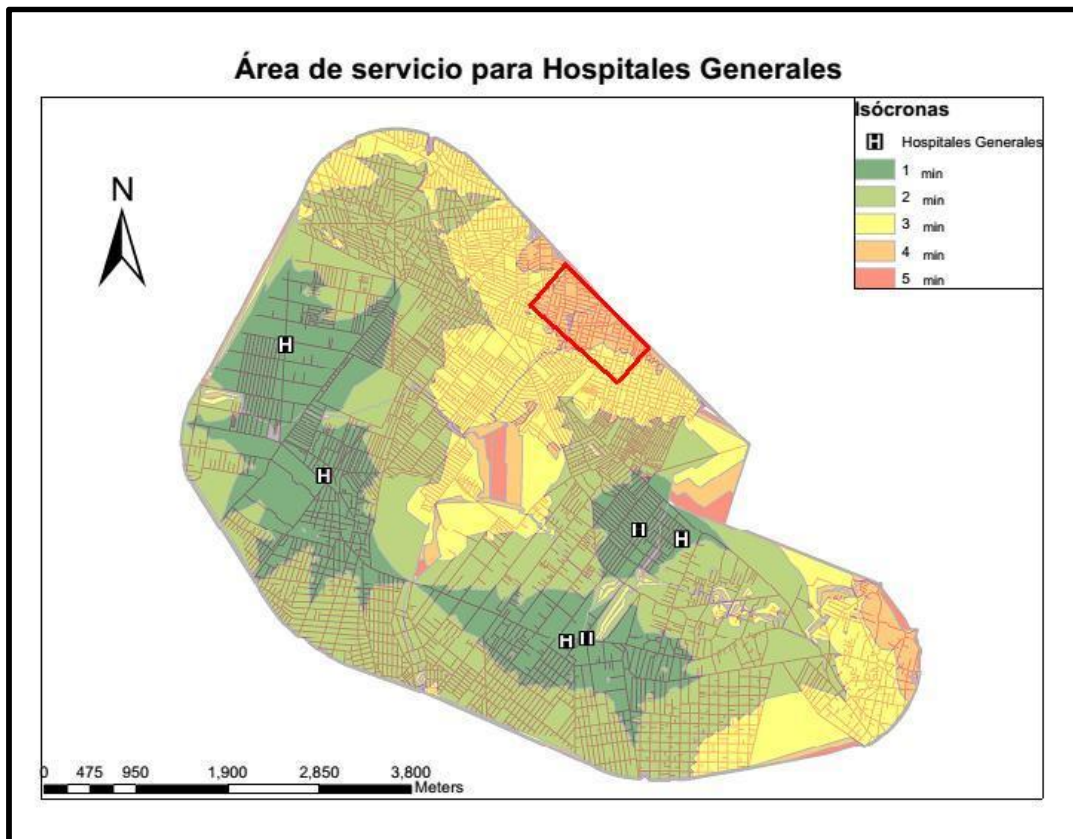 Área de servicio para Hospitales Generales
Isócronas
H Hospitales Generales
1 min
2 min
3 min
4 min
5 min
N
H
H
H
H
H
H
0 475 950 1,900 2,850 3,800
Meters